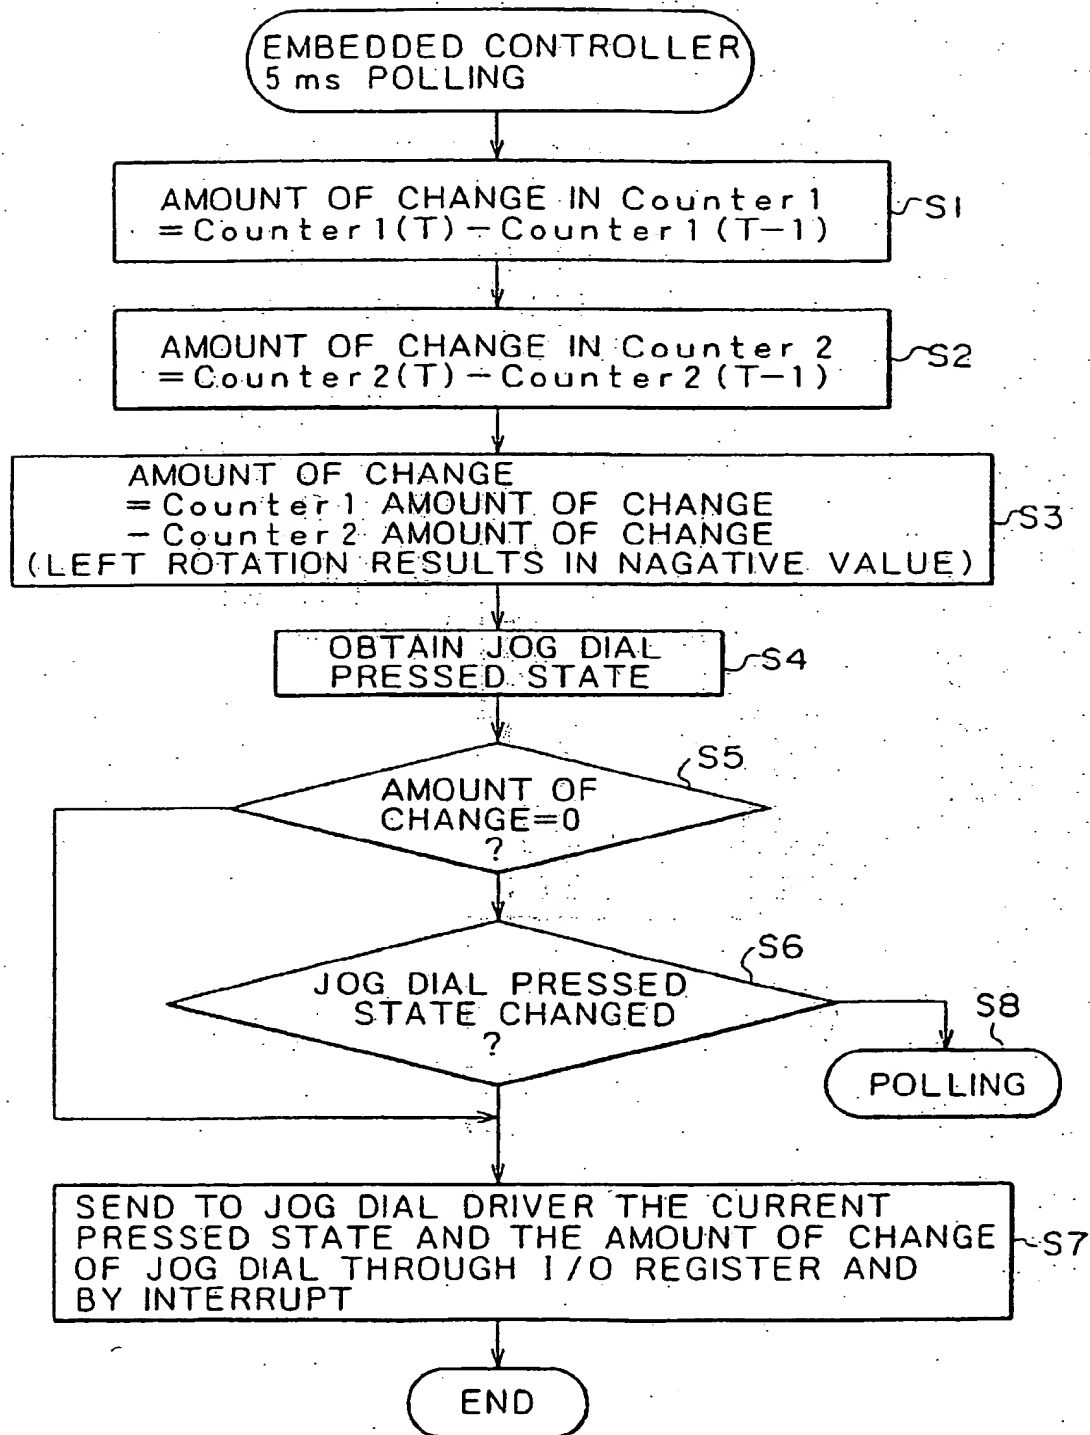 EMBEDDED CONTROLLER
5 ms POLLING
AMOUNT OF CHANGE IN Counter 1
=Counter 1(T)-Counter 1(T-1)
S1
AMOUNT OF CHANGE IN Counter 2
=Counter 2(T)-Counter 2(T-1)
S2
AMOUNT OF CHANGE
=Counter 1 AMOUNT OF CHANGE
-Counter 2 AMOUNT OF CHANGE
(LEFT ROTATION RESULTS IN NAGATIVE VALUE)
S3
OBTAIN JOG DIAL
PRESSED STATE
S4
S5
AMOUNT OF
CHANGE=0
?
S6
JOG DIAL PRESSED
STATE CHANGED
?
S8
POLLING
SEND TO JOG DIAL DRIVER THE CURRENT
PRESSED STATE AND THE AMOUNT OF CHANGE
OF JOG DIAL THROUGH I/O REGISTER AND
BY INTERRUPT
S7
END